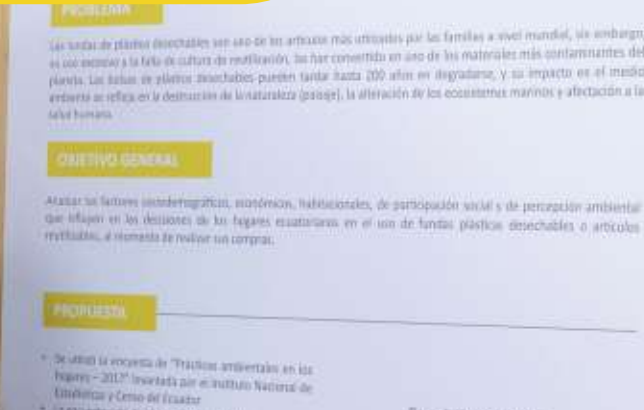 PROBLEMA
Las fundas de plástico desechables son uno de los artículos más utilizados por las familias a nivel mundial, sin embargo,
su uso excesivo y la falta de cultura de reutilización, las han convertido en uno de los materiales más contaminantes del
planeta. Las bolsas de plástico desechables pueden tardar hasta 200 años en degradarse, y su impacto en el medio
ambiente se refleja en la destrucción de la naturaleza (paisaje), la alteración de los ecosistemas marinos y afectación a la
salud humana.
OBJETIVO GENERAL
Analizar los factores sociodemográficos, económicos, habitacionales, de participación social y de percepción ambiental
que influyen en las decisiones de los hogares ecuatorianos en el uso de fundas plásticas desechables o artículos
reutilizables, al momento de realizar sus compras.
PROPUESTA
• Se utilizó la encuesta de "Prácticas ambientales en los
hogares – 2017" levantada por el Instituto Nacional de
Estadísticas y Censo del Ecuador